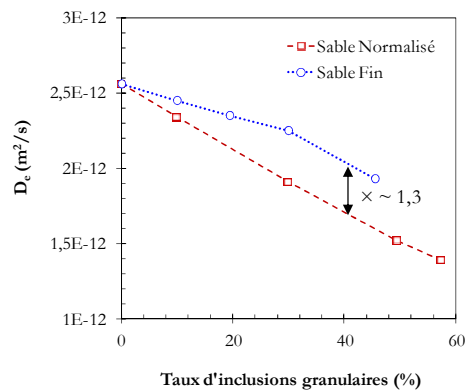 3E-12
2,5E-12
2E-12
1,5E-12
1E-12
Dₑ (m²/s)
Sable Normalisé
Sable Fin
× ~ 1,3
0 20 40 60
Taux d'inclusions granulaires (%)